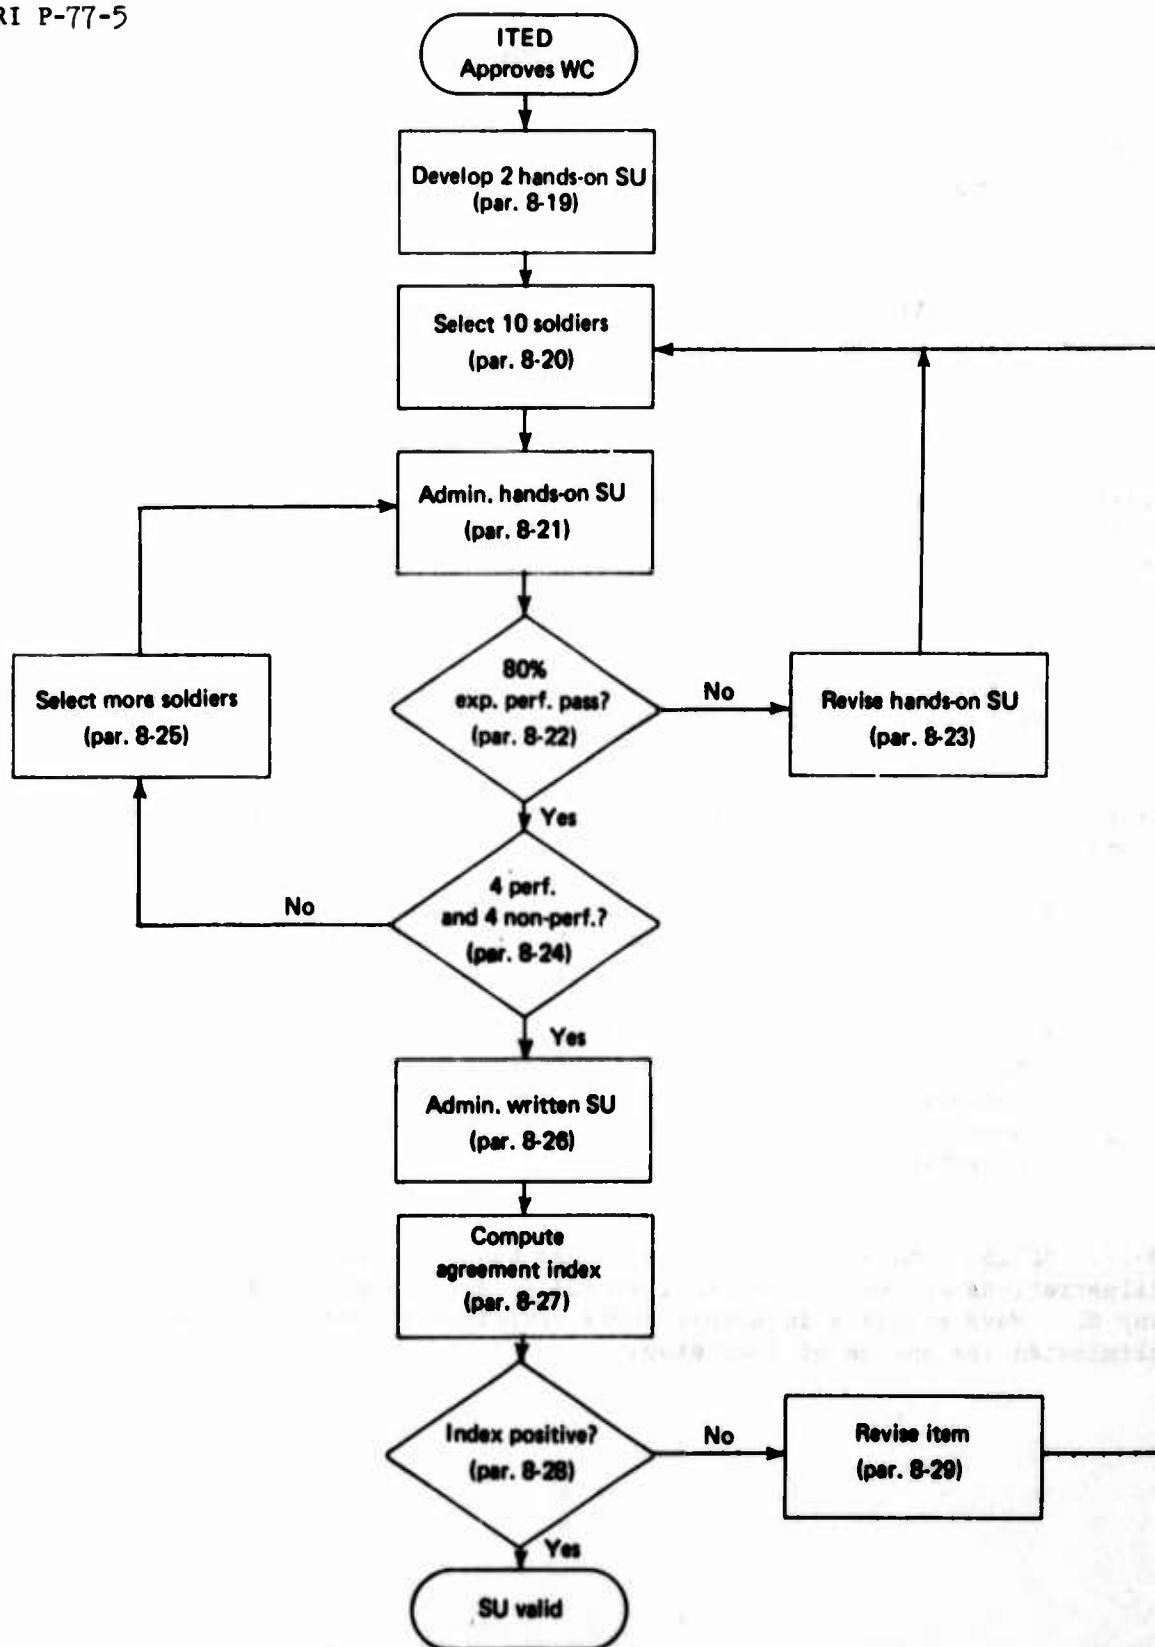 RI P-77-5
ITED
Approves WC
Develop 2 hands-on SU
(par. 8-19)
Select 10 soldiers
(par. 8-20)
Admin. hands-on SU
(par. 8-21)
80%
exp. perf. pass?
(par. 8-22)
No
Revise hands-on SU
(par. 8-23)
Select more soldiers
(par. 8-25)
Yes
4 perf.
and 4 non-perf.?
(par. 8-24)
No
Yes
Admin. written SU
(par. 8-26)
Compute
agreement index
(par. 8-27)
Index positive?
(par. 8-28)
No
Revise item
(par. 8-29)
Yes
SU valid